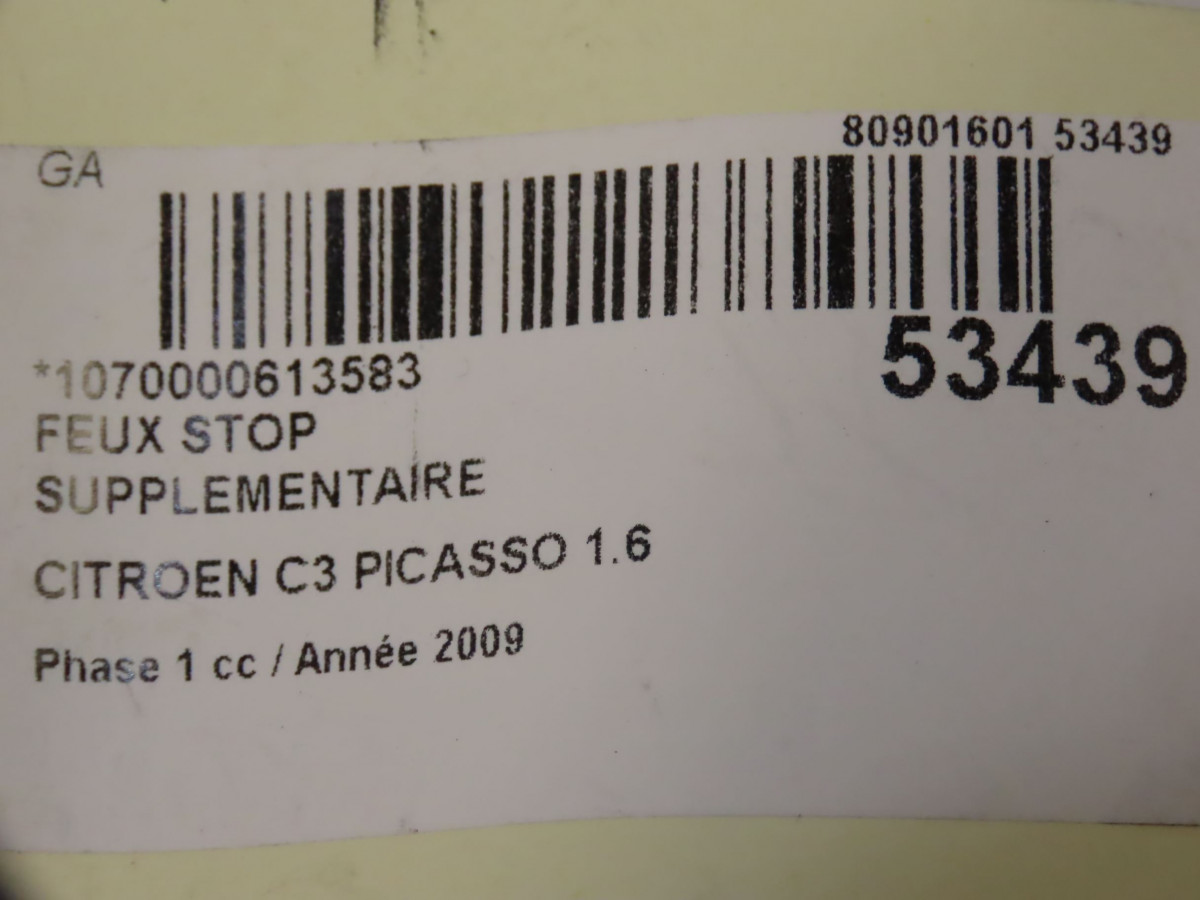 80901601 53439
GA
53439
*1070000613583
FEUX STOP
SUPPLEMENTAIRE
CITROEN C3 PICASSO 1.6
Phase 1 cc / Année 2009